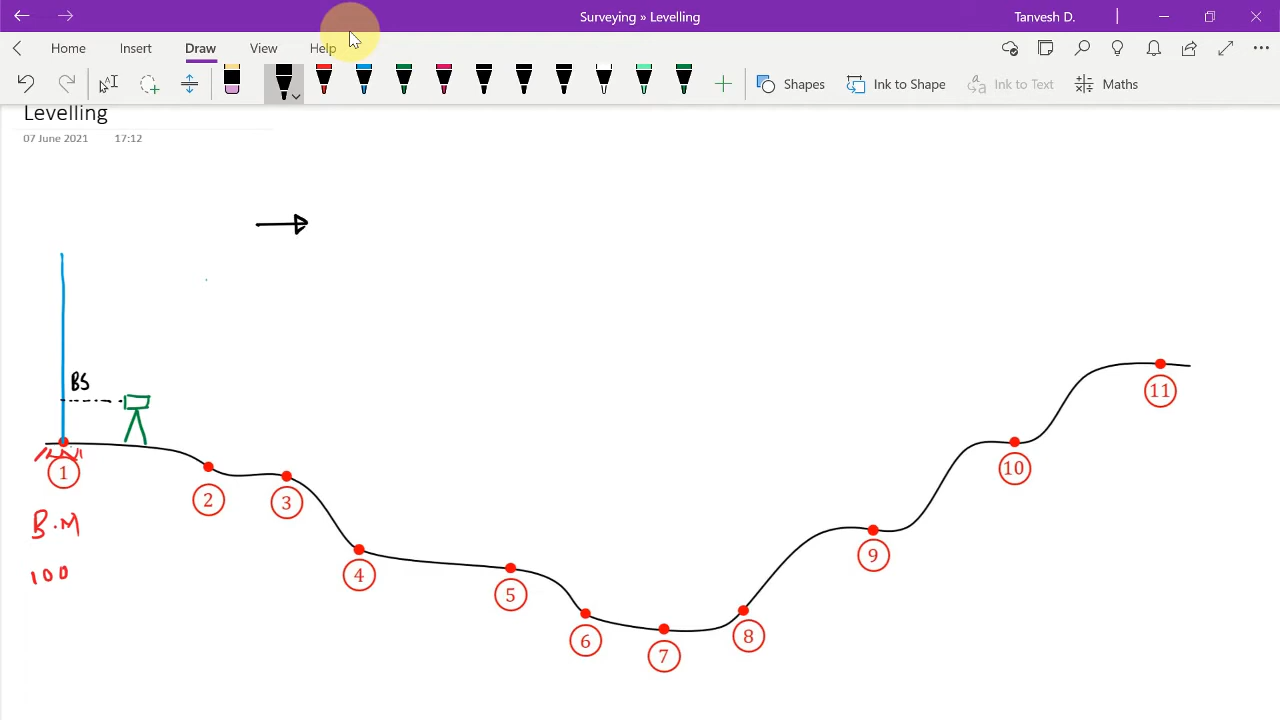 Surveying » Levelling
Tanvesh D.
Home Insert Draw View Help
Shapes Ink to Shape Ink to Text Maths
Levelling
07 June 2021 17:12
BS
1
2
3
4
5
6
7
8
9
10
11
B.M
100